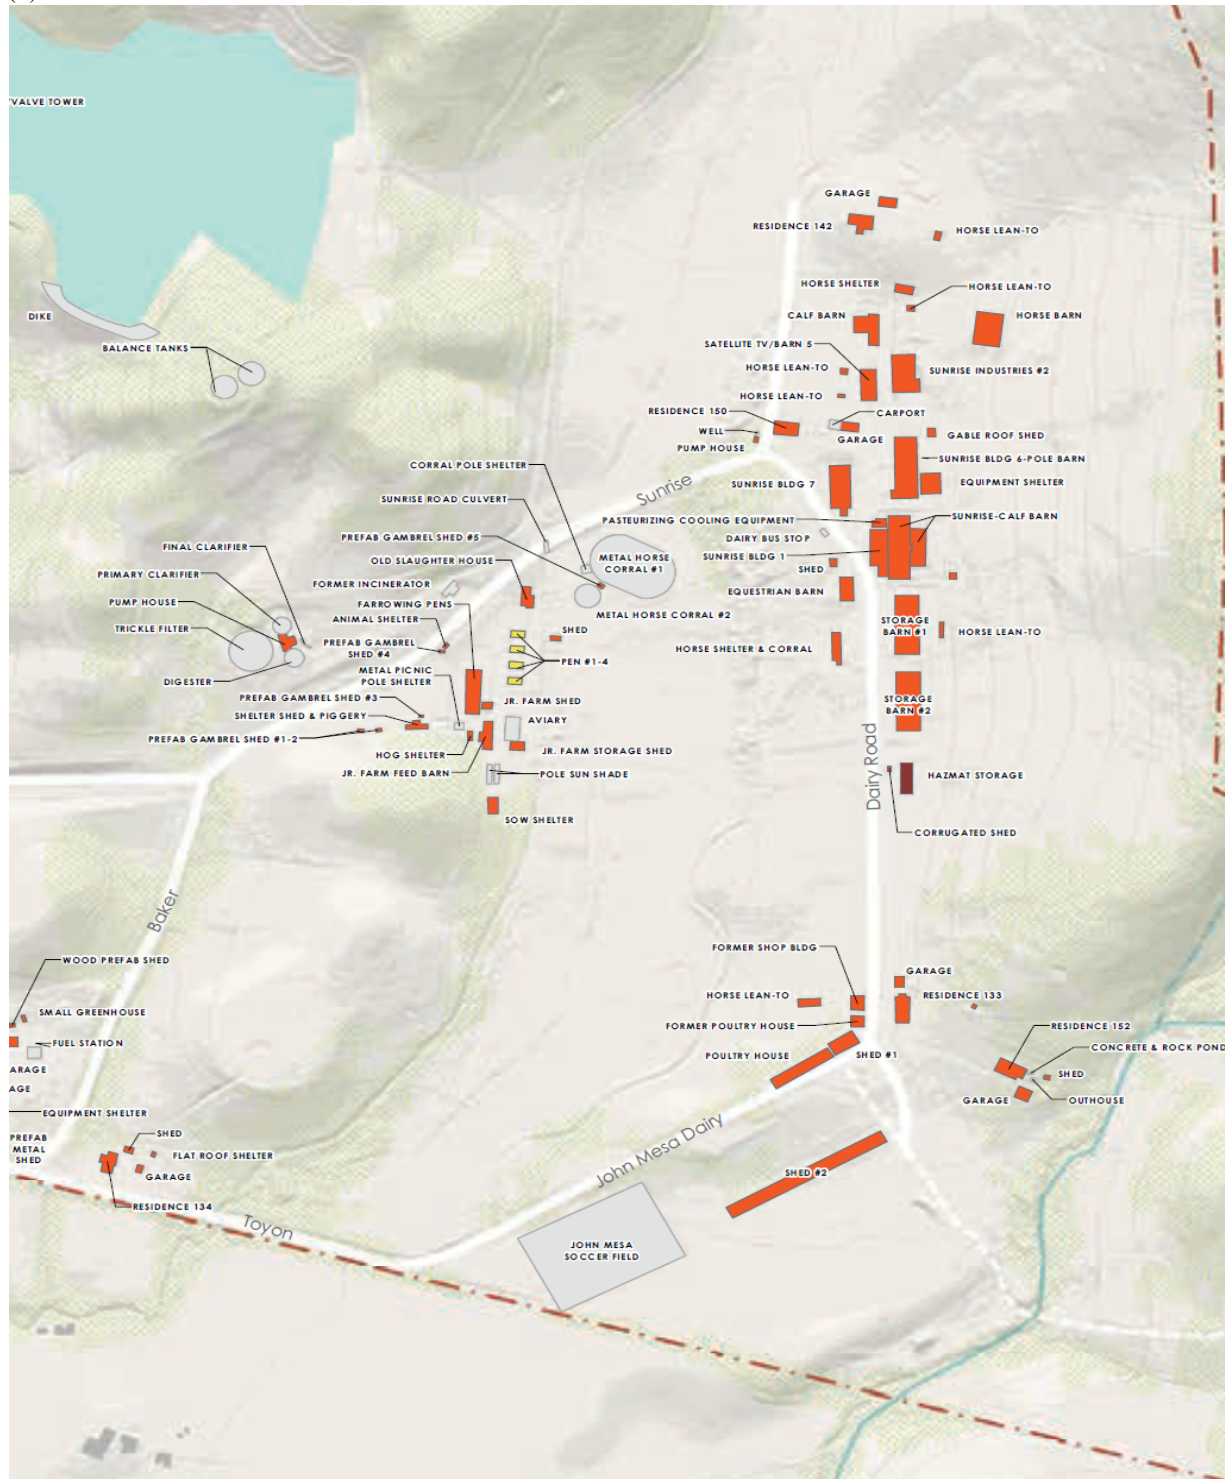 VALVE TOWER
GARAGE
RESIDENCE 142
HORSE LEAN-TO
HORSE SHELTER
HORSE LEAN-TO
DIKE
CALF BARN
HORSE BARN
BALANCE TANKS
SATELLITE TV/BARN 5
HORSE LEAN-TO
SUNRISE INDUSTRIES #2
HORSE LEAN-TO
RESIDENCE 150
CARPORT
WELL
GARAGE
GABLE ROOF SHED
PUMP HOUSE
SUNRISE BLDG 6-POLE BARN
CORRAL POLE SHELTER
Sunrise
SUNRISE BLDG 7
EQUIPMENT SHELTER
SUNRISE ROAD CULVERT
PASTEURIZING COOLING EQUIPMENT
SUNRISE-CALF BARN
PREFAB GAMBREL SHED #5
DAIRY BUS STOP
FINAL CLARIFIER
OLD SLAUGHTER HOUSE
METAL HORSE
CORRAL #1
SUNRISE BLDG 1
PRIMARY CLARIFIER
FORMER INCINERATOR
SHED
EQUESTRIAN BARN
PUMP HOUSE
FARROWING PENS
ANIMAL SHELTER
METAL HORSE CORRAL #2
TRICKLE FILTER
SHED
STORAGE
BARN #1
HORSE LEAN-TO
PREFAB GAMBREL
SHED #4
HORSE SHELTER & CORRAL
PEN #1-4
DIGESTER
METAL PICNIC
POLE SHELTER
PREFAB GAMBREL SHED #3
JR. FARM SHED
STORAGE
BARN #2
SHELTER SHED & PIGGERY
AVIARY
PREFAB GAMBREL SHED #1-2
HOG SHELTER
JR. FARM STORAGE SHED
JR. FARM FEED BARN
POLE SUN SHADE
Dairy Road
HAZMAT STORAGE
SOW SHELTER
CORRUGATED SHED
Baker
FORMER SHOP BLDG
WOOD PREFAB SHED
GARAGE
HORSE LEAN-TO
RESIDENCE 133
SMALL GREENHOUSE
FORMER POULTRY HOUSE
RESIDENCE 152
FUEL STATION
CONCRETE & ROCK POND
POULTRY HOUSE
SHED #1
ARAGE
SHED
AGE
GARAGE
OUTHOUSE
EQUIPMENT SHELTER
John Mesa Dairy
PREFAB
METAL
SHED
SHED
FLAT ROOF SHELTER
SHED #2
GARAGE
RESIDENCE 134
Toyon
JOHN MESA
SOCCER FIELD